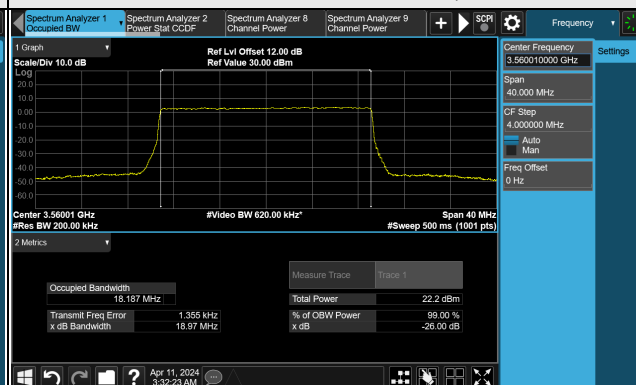 Spectrum Analyzer 1
Occupied BW
Spectrum Analyzer 2
Power Stat CCDF
Spectrum Analyzer 8
Channel Power
Spectrum Analyzer 9
Channel Power
+
SCPI
Frequency
1 Graph
Scale/Div 10.0 dB
Log
Ref Lvl Offset 12.00 dB
Ref Value 30.00 dBm
20.0
10.0
0.00
-10.0
-20.0
-30.0
-40.0
-50.0
-60.0
Center 3.56001 GHz
#Res BW 200.00 kHz
#Video BW 620.00 kHz*
Span 40 MHz
#Sweep 500 ms (1001 pts)
Center Frequency
3.560010000 GHz
Settings
Span
40.000 MHz
CF Step
4.000000 MHz
Auto
Man
Freq Offset
0 Hz
2 Metrics
Measure Trace
Trace 1
Occupied Bandwidth
18.187 MHz
Total Power
22.2 dBm
Transmit Freq Error
1.355 kHz
% of OBW Power
99.00 %
x dB Bandwidth
18.97 MHz
x dB
-26.00 dB
?
Apr 11, 2024
3:32:23 AM